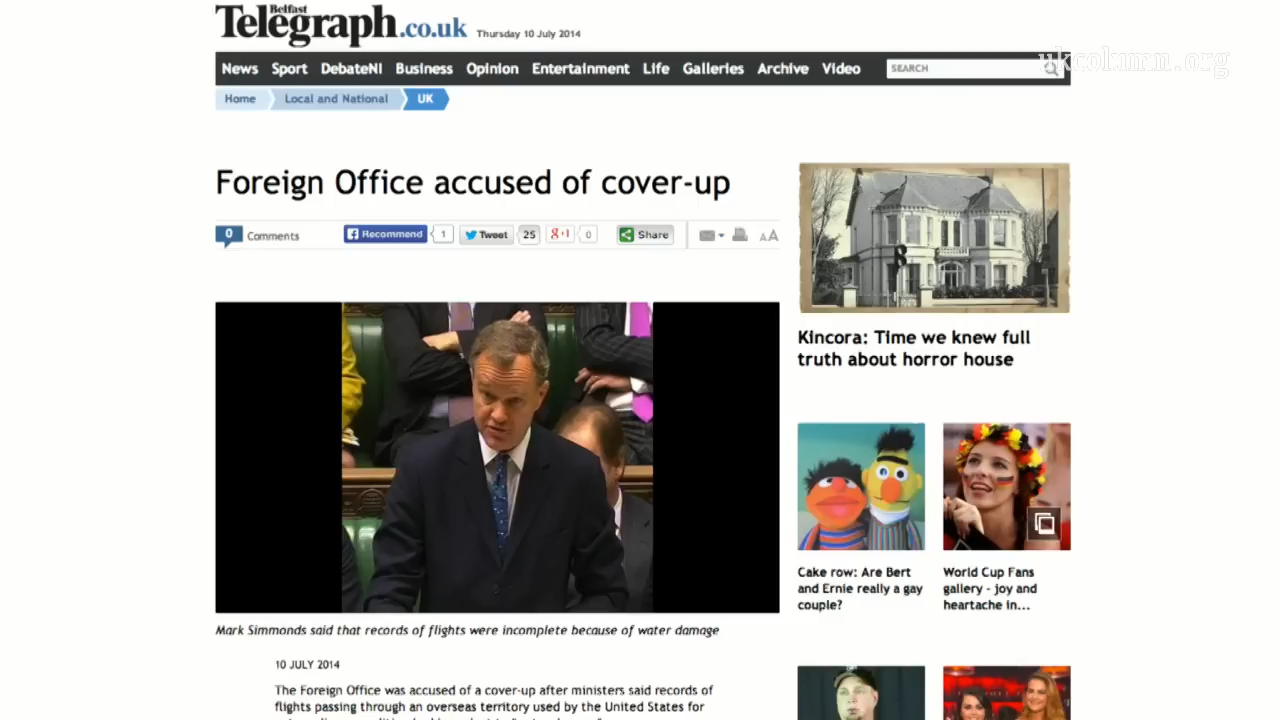 Belfast
Telegraph.co.uk Thursday 10 July 2014
ukcolumn.org
News Sport DebateNI Business Opinion Entertainment Life Galleries Archive Video SEARCH
Home Local and National UK
Foreign Office accused of cover-up
0 Comments Recommend 1 Tweet 25 g+1 0 Share AA
Kincora: Time we knew full
truth about horror house
Cake row: Are Bert
and Ernie really a gay
couple?
World Cup Fans
gallery - joy and
heartache in...
Mark Simmonds said that records of flights were incomplete because of water damage
10 JULY 2014
The Foreign Office was accused of a cover-up after ministers said records of
flights passing through an overseas territory used by the United States for